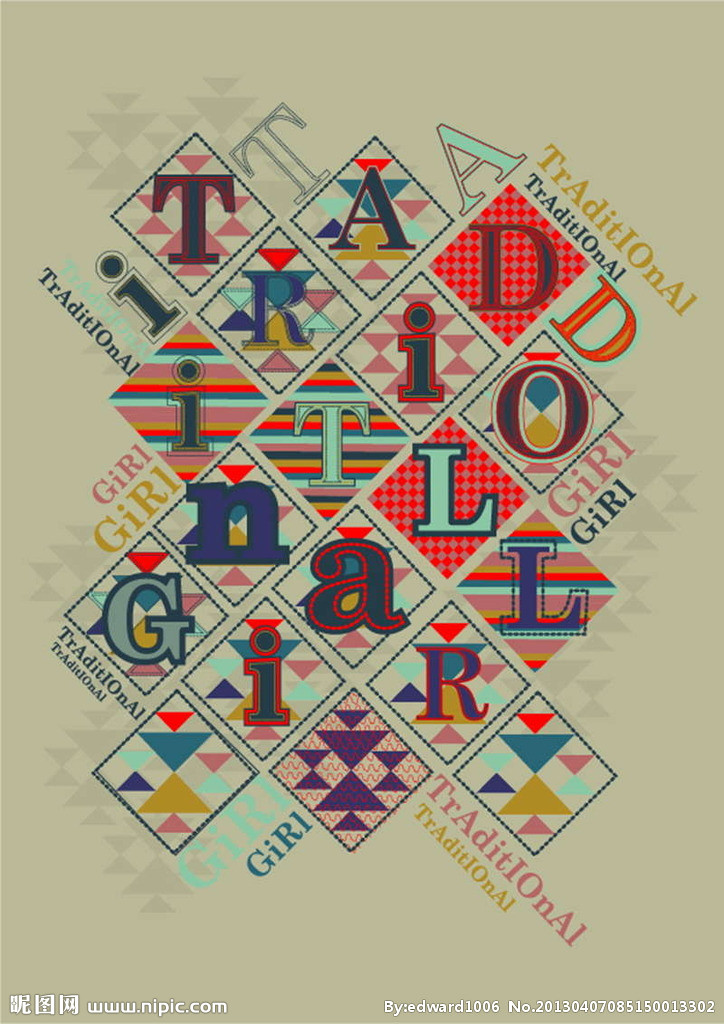 T
A
TrAditIOnAl
TrAditIOnAl
T
A
D
i
R
i
D
TrAditIOnAl
TrAditIOnAl
i
T
O
GiRl
GiRl
n
L
GiRl
GiRl
G
a
L
TrAditIOnAl
TrAditIOnAl
i
R
GiRl
GiRl
TrAditIOnAl
TrAditIOnAl
昵图网 www.nipic.com
By:edward1006 No.20130407085150013302